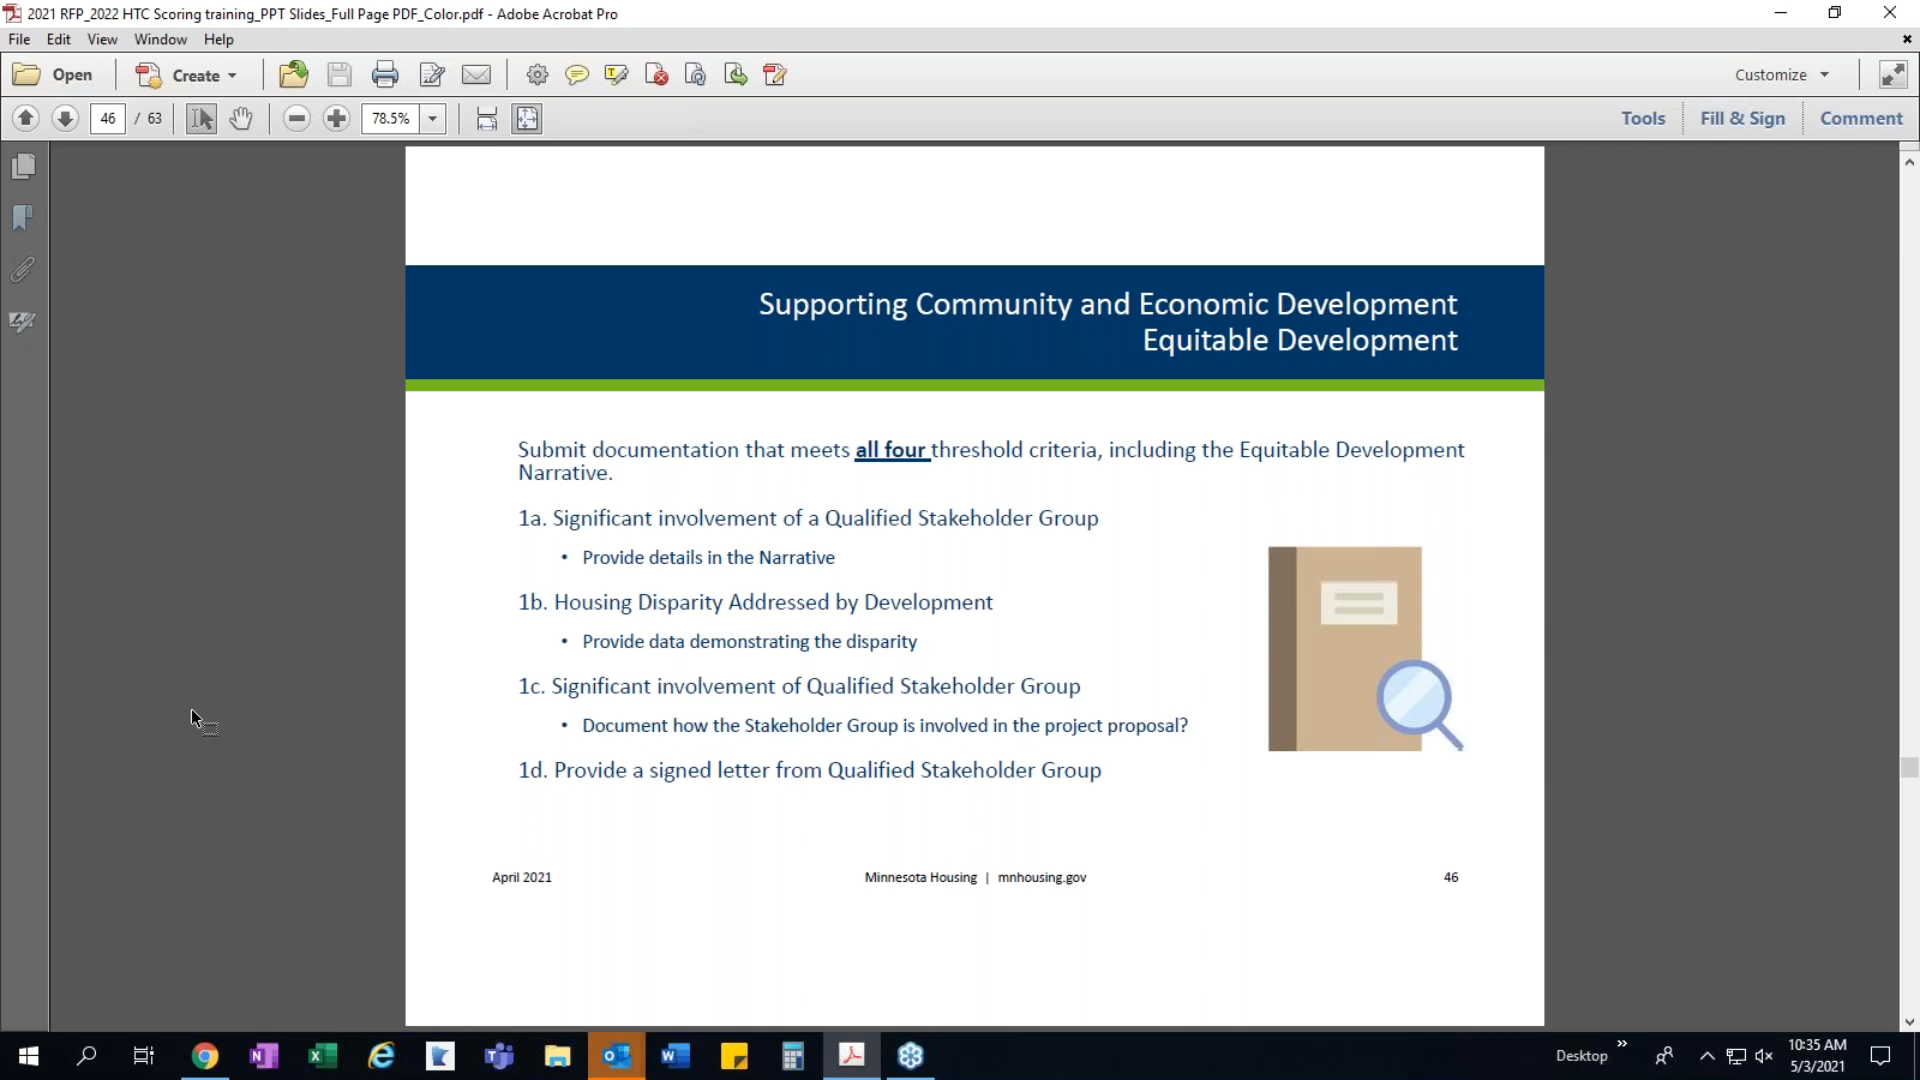 2021 RFP_2022 HTC Scoring training_PPT Slides_Full Page PDF_Color.pdf - Adobe Acrobat Pro
File Edit View Window Help
Open Create Customize
46 / 63 78.5% Tools Fill & Sign Comment
Supporting Community and Economic Development
Equitable Development
Submit documentation that meets all four threshold criteria, including the Equitable Development
Narrative.
1a. Significant involvement of a Qualified Stakeholder Group
• Provide details in the Narrative
1b. Housing Disparity Addressed by Development
• Provide data demonstrating the disparity
1c. Significant involvement of Qualified Stakeholder Group
• Document how the Stakeholder Group is involved in the project proposal?
1d. Provide a signed letter from Qualified Stakeholder Group
April 2021 Minnesota Housing | mnhousing.gov 46
Desktop 10:35 AM
5/3/2021